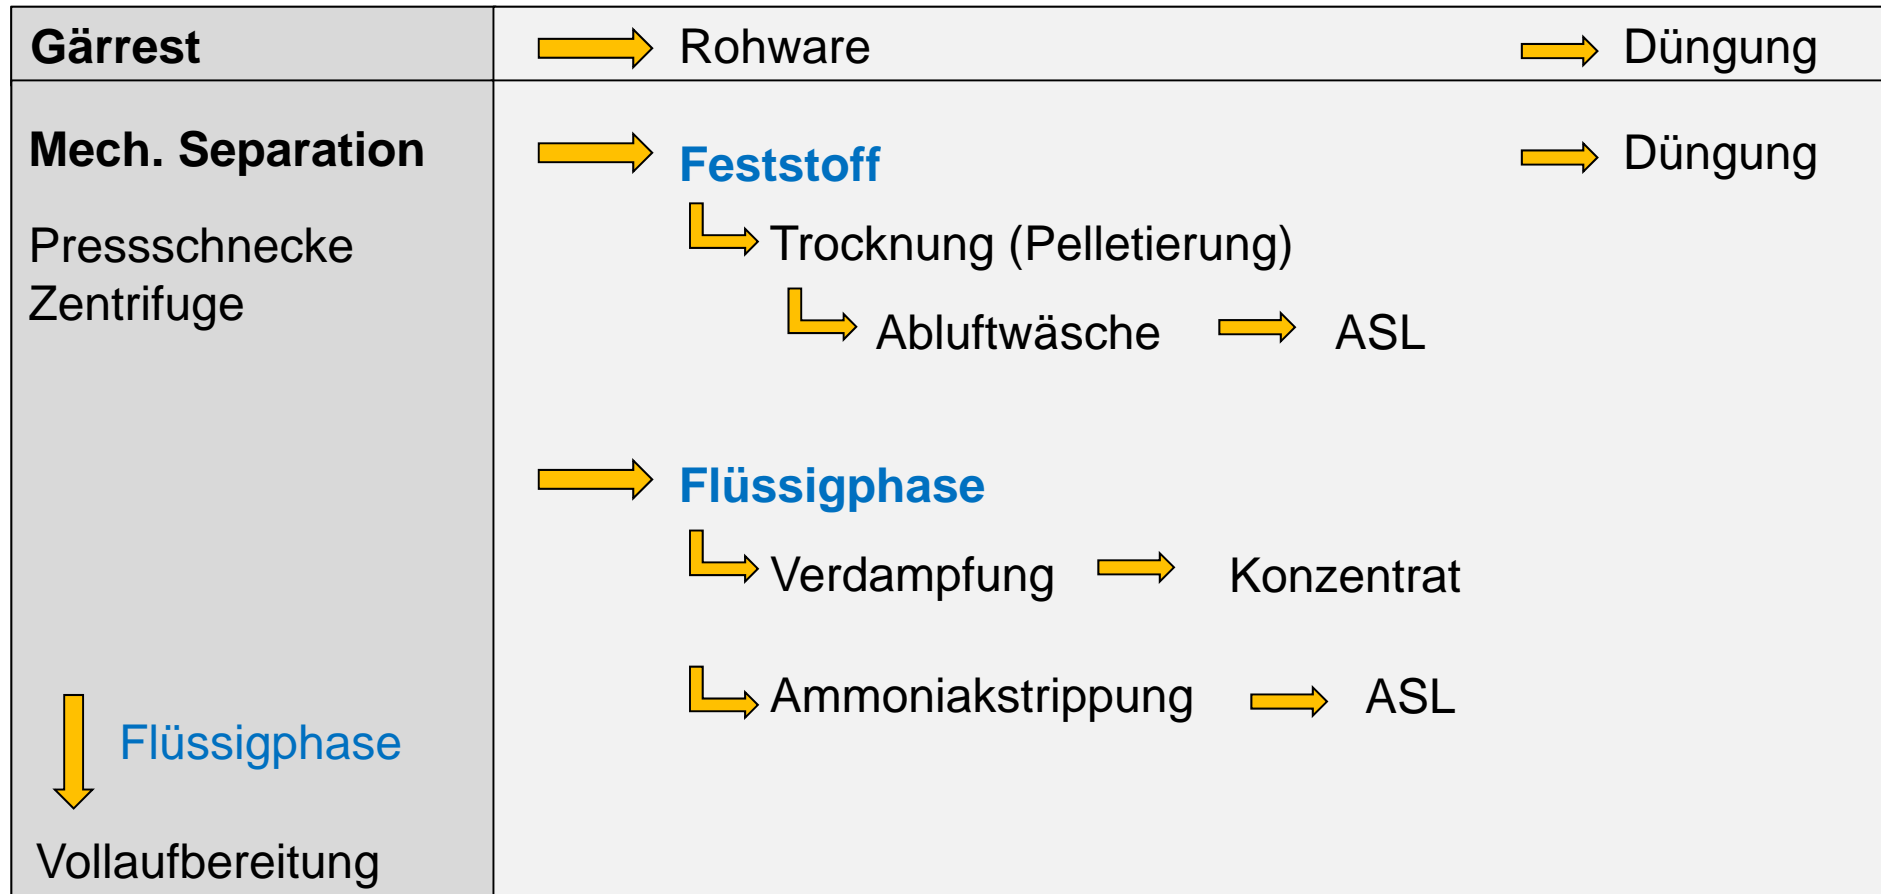 Gärrest
Rohware
Düngung
Mech. Separation
Feststoff
Düngung
Pressschnecke
Zentrifuge
Trocknung (Pelletierung)
Abluftwäsche
ASL
Flüssigphase
Verdampfung
Konzentrat
Ammoniakstrippung
ASL
Flüssigphase
Vollaufbereitung